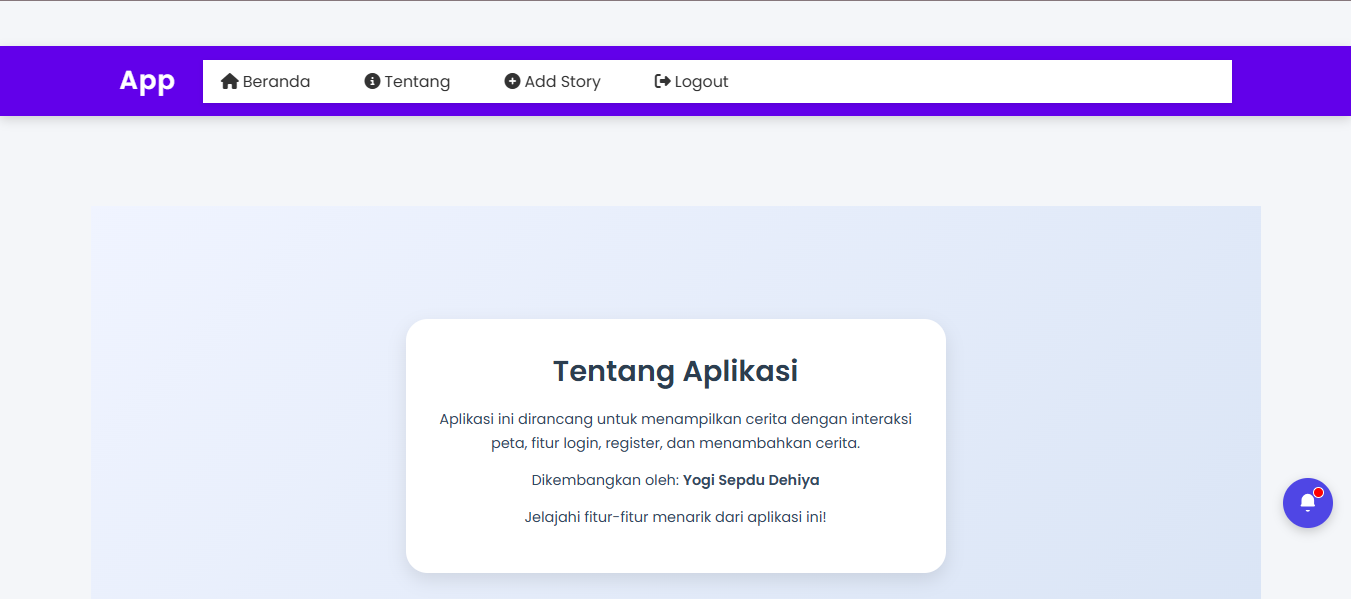 App
Beranda
Tentang
Add Story
Logout
Tentang Aplikasi
Aplikasi ini dirancang untuk menampilkan cerita dengan interaksi
peta, fitur login, register, dan menambahkan cerita.
Dikembangkan oleh: Yogi Sepdu Dehiya
Jelajahi fitur-fitur menarik dari aplikasi ini!